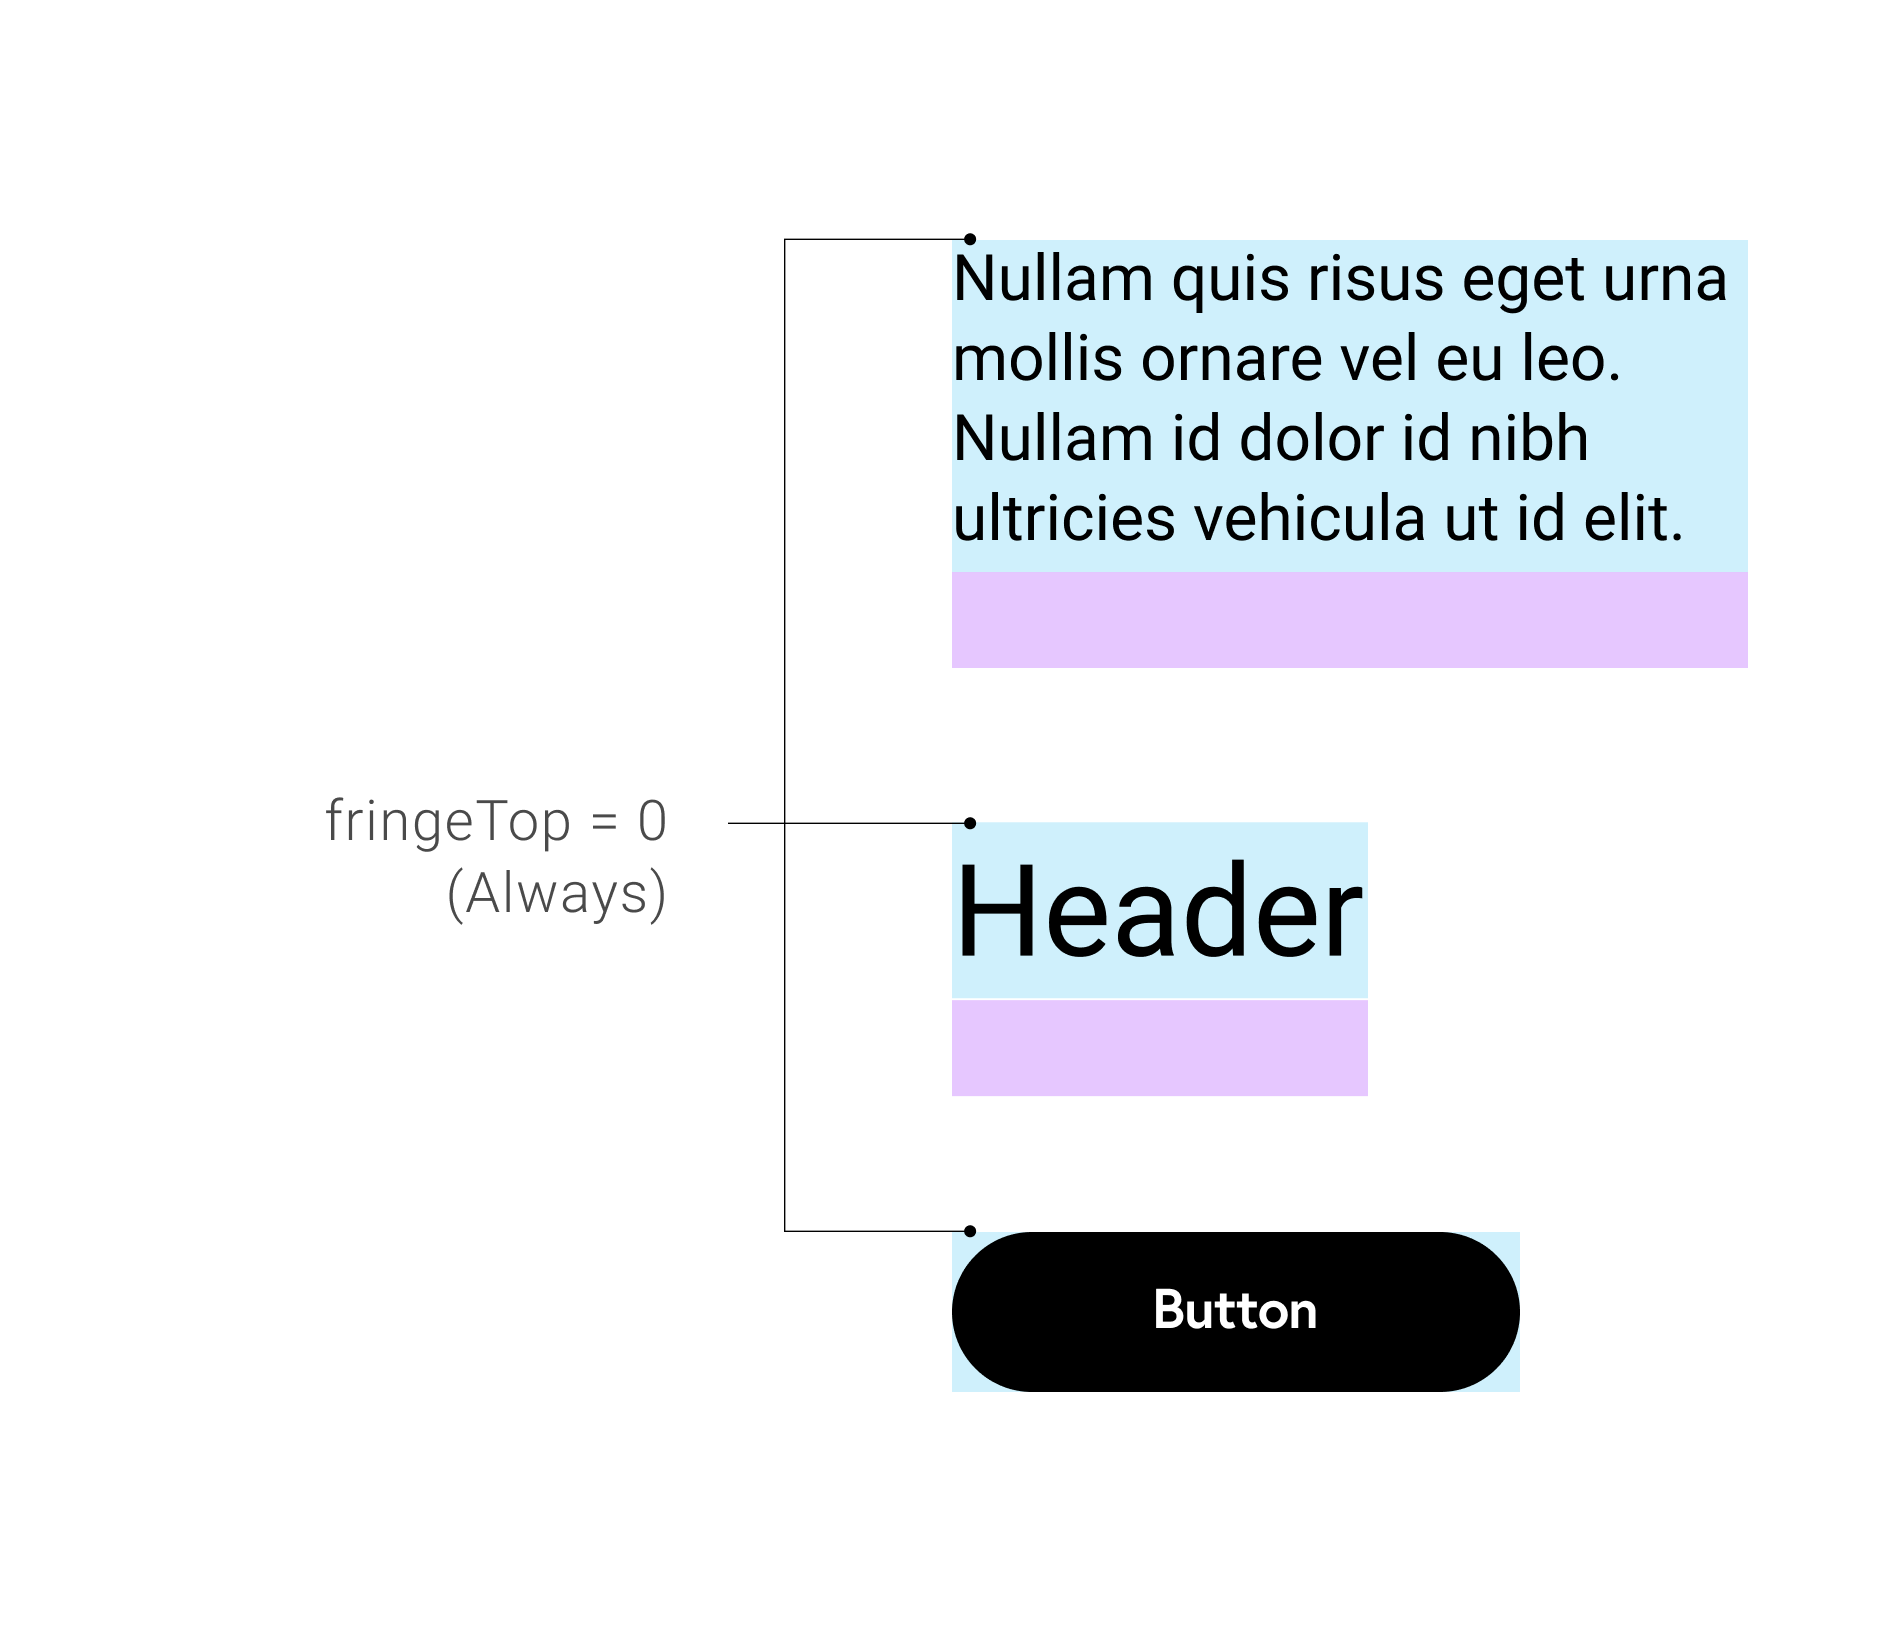 Nullam quis risus eget urna
mollis ornare vel eu leo.
Nullam id dolor id nibh
ultricies vehicula ut id elit.
fringeTop = 0
(Always)
Header
Button